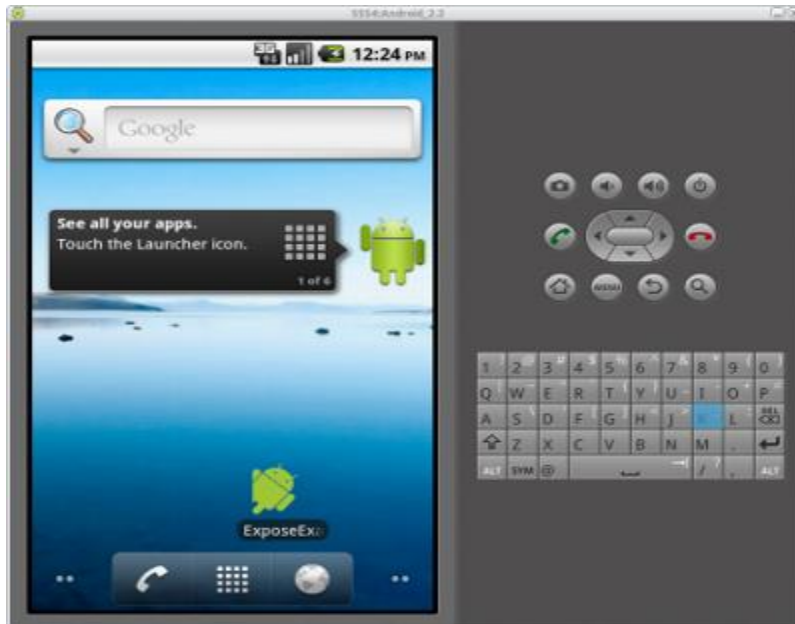 5554:Android_2.2
12:24 PM
Google
See all your apps.
Touch the Launcher icon.
1 of 6
ExposeExa
MENU
1 2 @ 3 # 4 $ 5 % 6 ^ 7 & 8 * 9 ( 0 )
Q W E R T Y U I O P
A S D F G H J K L DEL
Z X C V B N M .
ALT SYM @ / ? , ALT